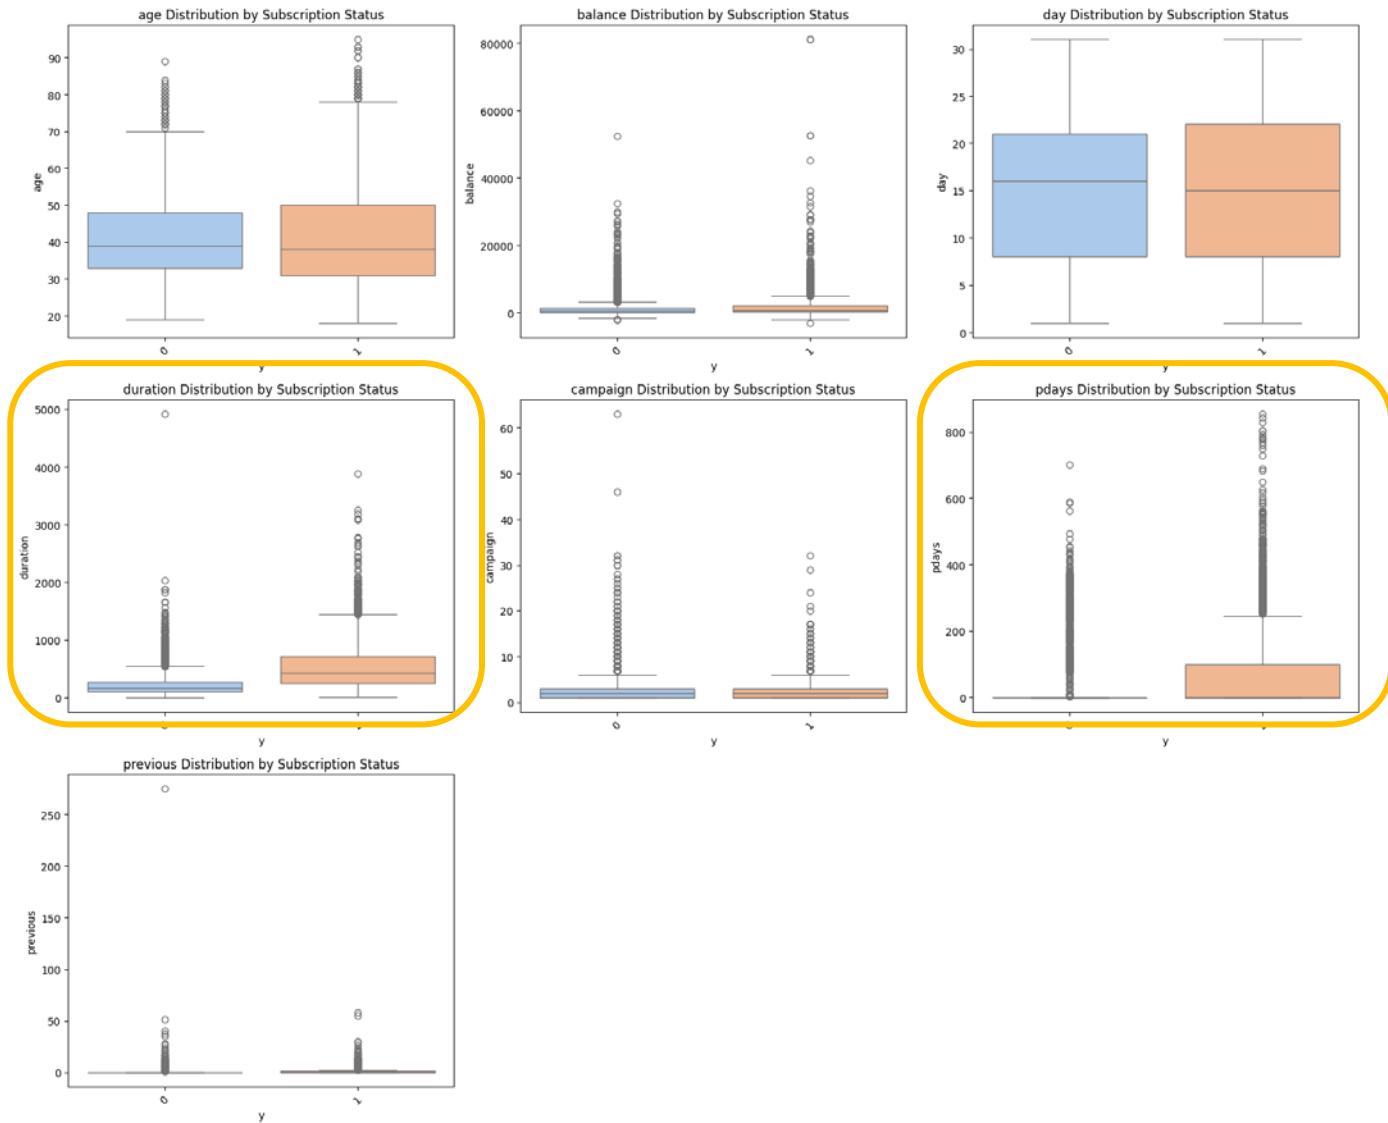 age Distribution by Subscription Status
90
80
70
60
50
40
30
20
age
0
1
y
balance Distribution by Subscription Status
80000
60000
40000
20000
0
balance
0
1
y
day Distribution by Subscription Status
30
25
20
15
10
5
0
day
0
1
y
duration Distribution by Subscription Status
5000
4000
3000
2000
1000
0
duration
y
campaign Distribution by Subscription Status
60
50
40
30
20
10
0
campaign
0
1
y
pdays Distribution by Subscription Status
800
600
400
200
0
pdays
y
previous Distribution by Subscription Status
250
200
150
100
50
0
previous
0
1
y